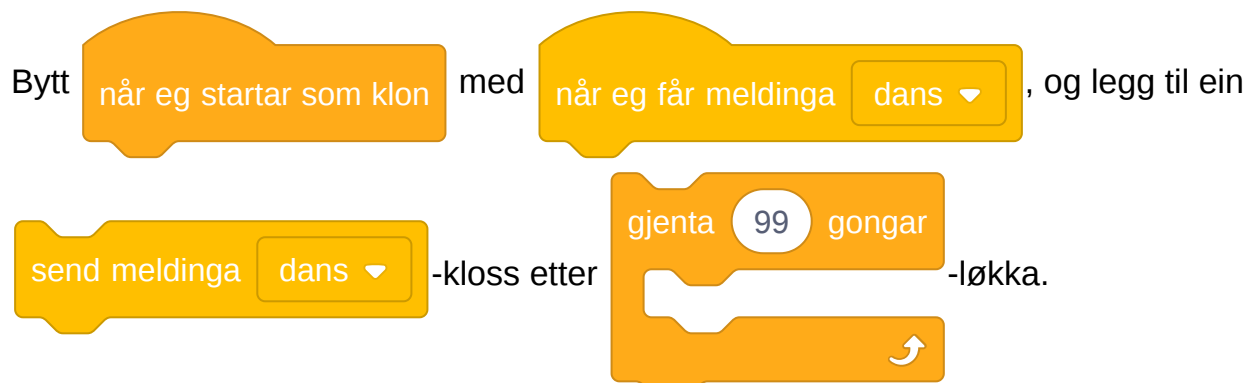 Bytt når eg startar som klon med når eg får meldinga dans , og legg til ein
send meldinga dans -kloss etter gjenta 99 gongar -løkka.